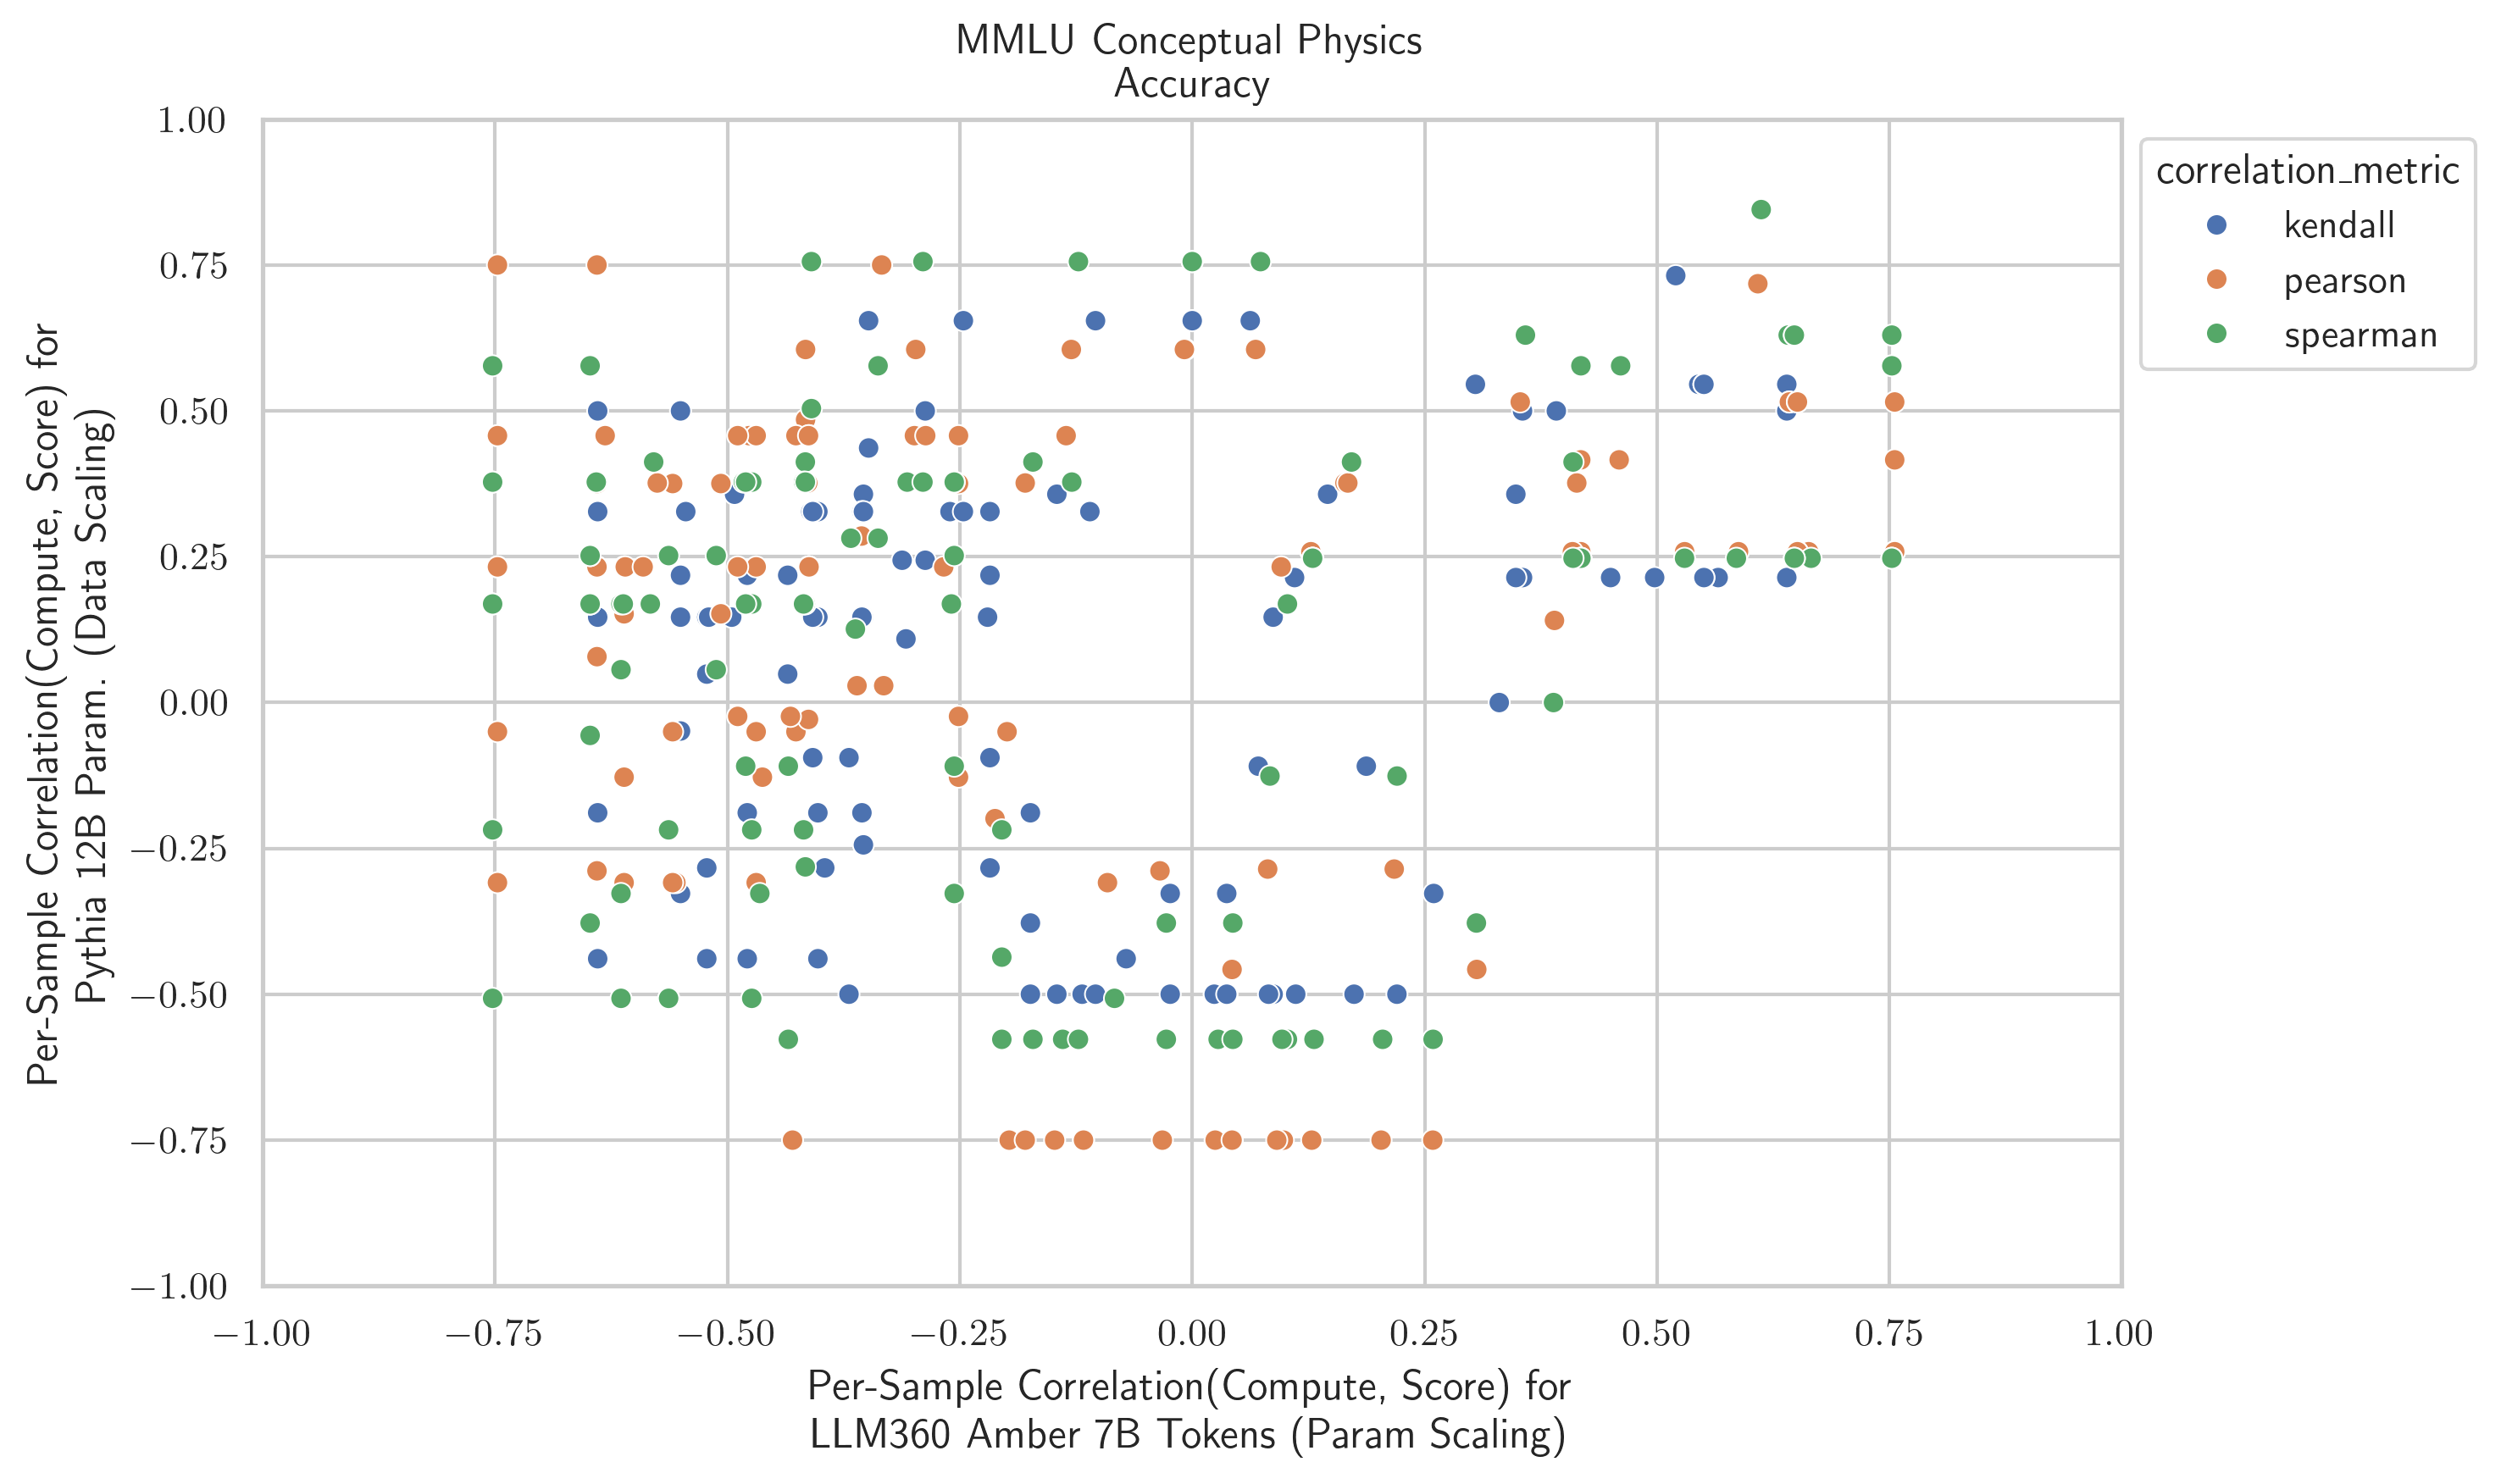 MMLU Conceptual Physics
Accuracy
Per-Sample Correlation(Compute, Score) for
Pythia 12B Param. (Data Scaling)
1.00
0.75
0.50
0.25
0.00
−0.25
−0.50
−0.75
−1.00
−1.00 −0.75 −0.50 −0.25 0.00 0.25 0.50 0.75 1.00
Per-Sample Correlation(Compute, Score) for
LLM360 Amber 7B Tokens (Param Scaling)
correlation_metric
kendall
pearson
spearman